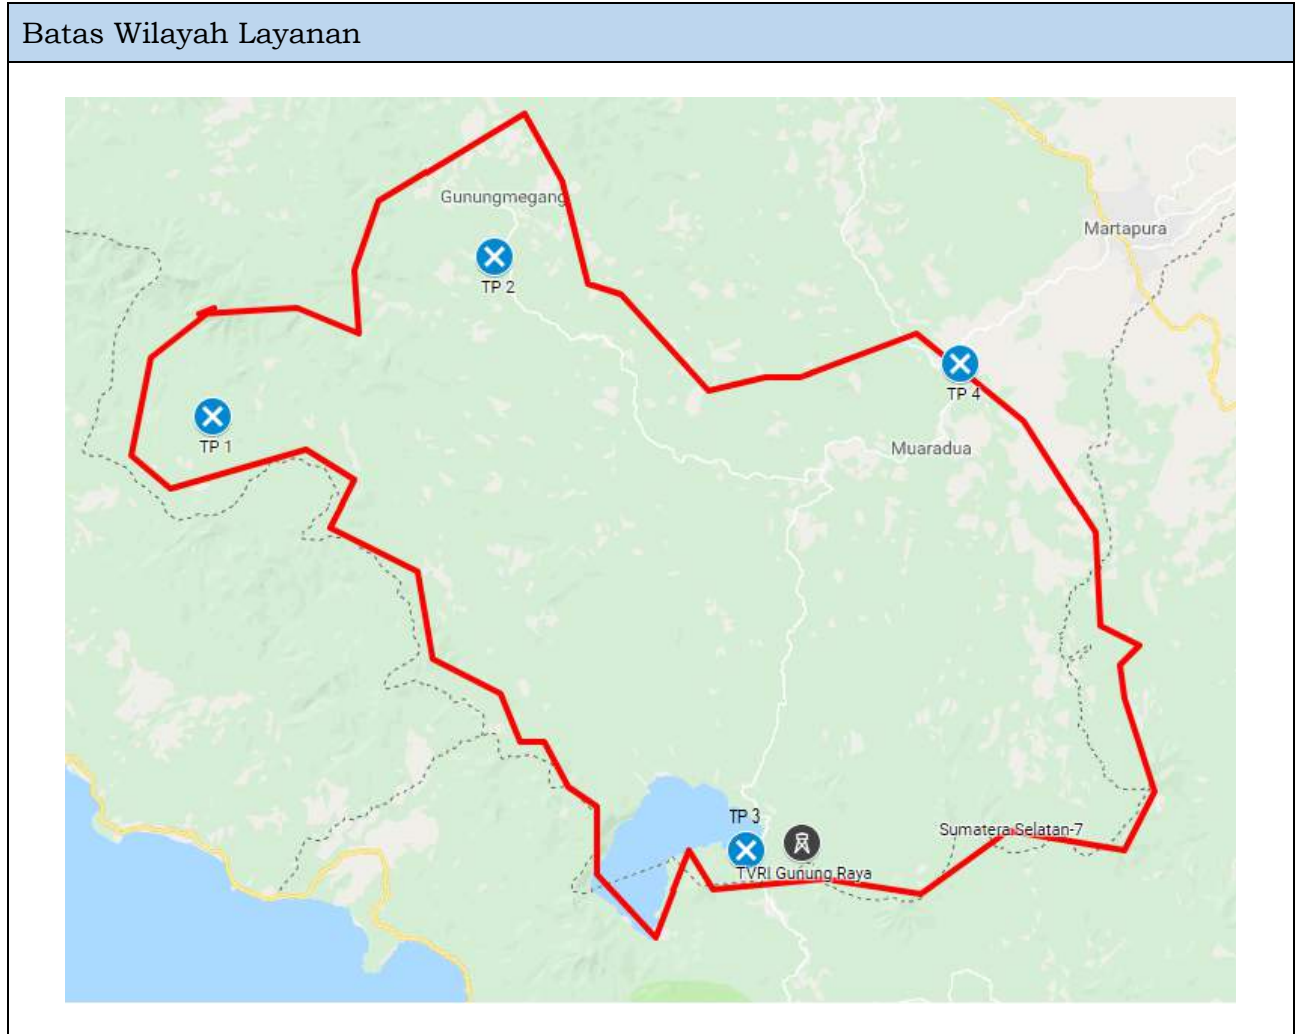 Batas Wilayah Layanan
Gunungmegang
Martapura
TP 2
TP 4
TP 1
Muaradua
TP 3
Sumatera Selatan-7
TVRI Gunung Raya